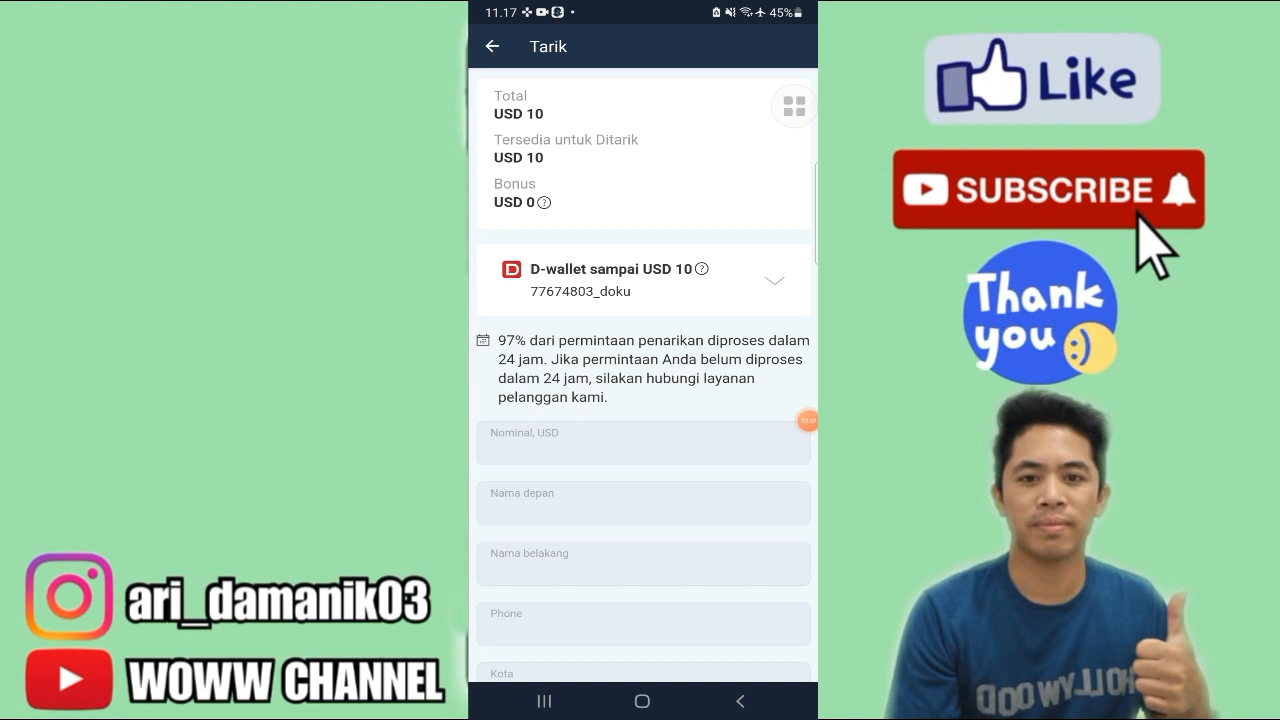 11.17
45%
Tarik
Total
USD 10
Tersedia untuk Ditarik
USD 10
Bonus
USD 0
D-wallet sampai USD 10
77674803_doku
97% dari permintaan penarikan diproses dalam
24 jam. Jika permintaan Anda belum diproses
dalam 24 jam, silakan hubungi layanan
pelanggan kami.
Nominal, USD
Nama depan
Nama belakang
Phone
Kota
Like
SUBSCRIBE
Thank
you
ari_damanik03
WOWW CHANNEL